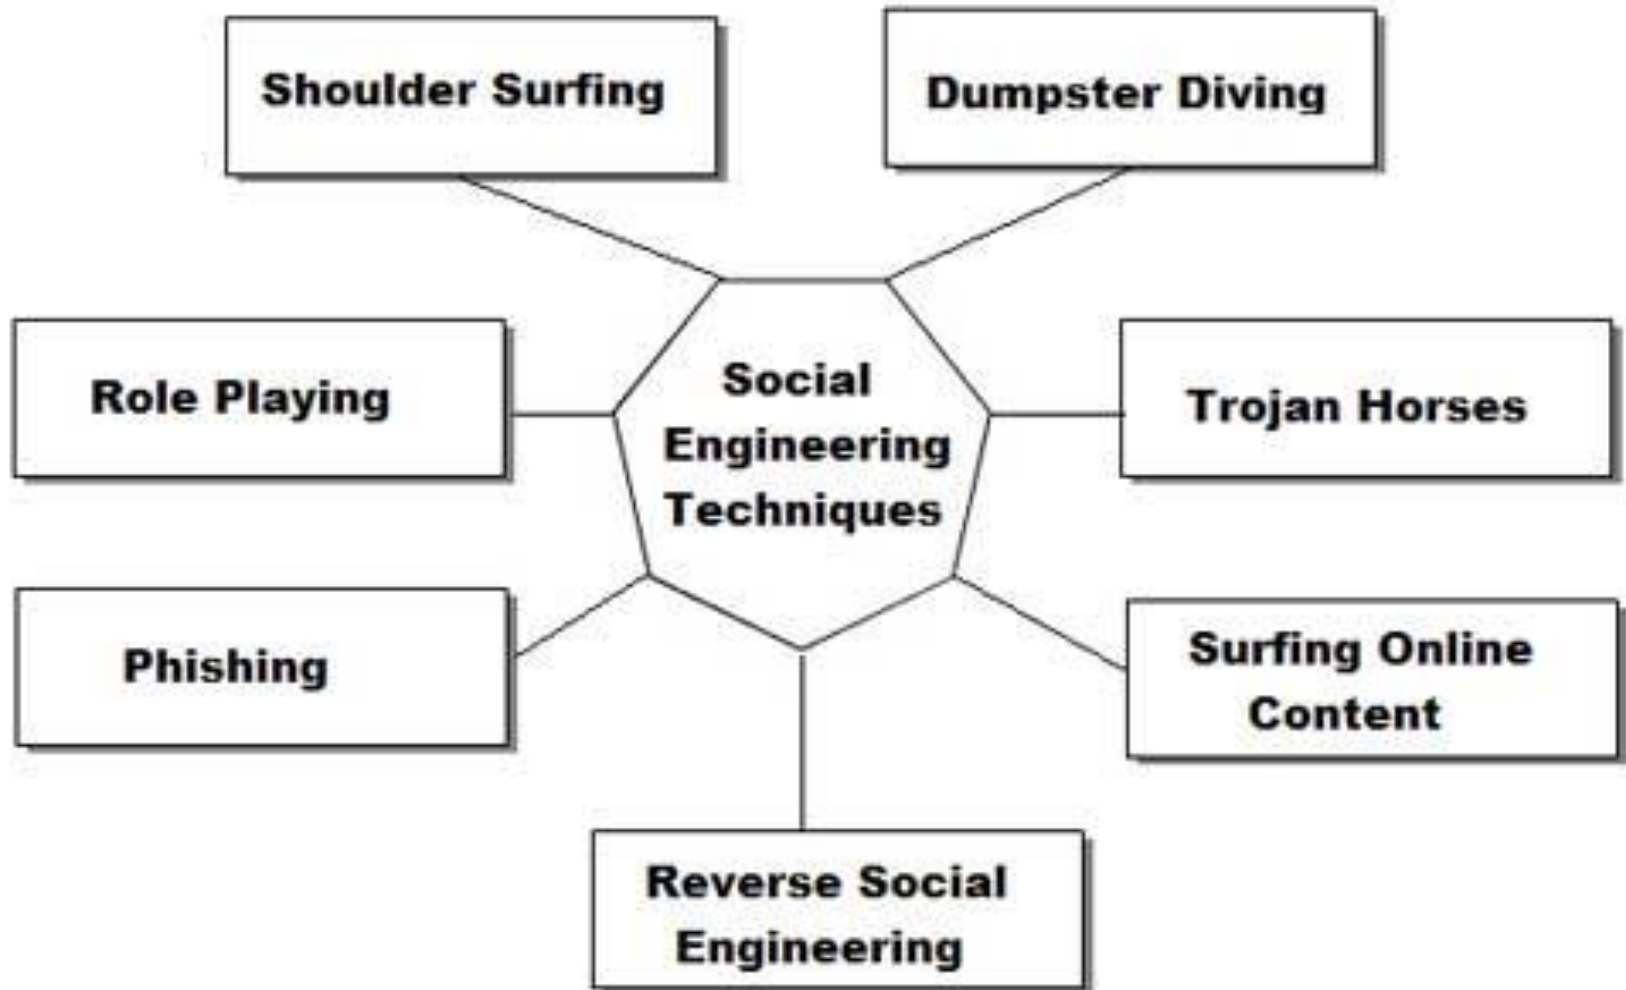 Shoulder Surfing
Dumpster Diving
Role Playing
Social
Engineering
Techniques
Trojan Horses
Phishing
Surfing Online
Content
Reverse Social
Engineering